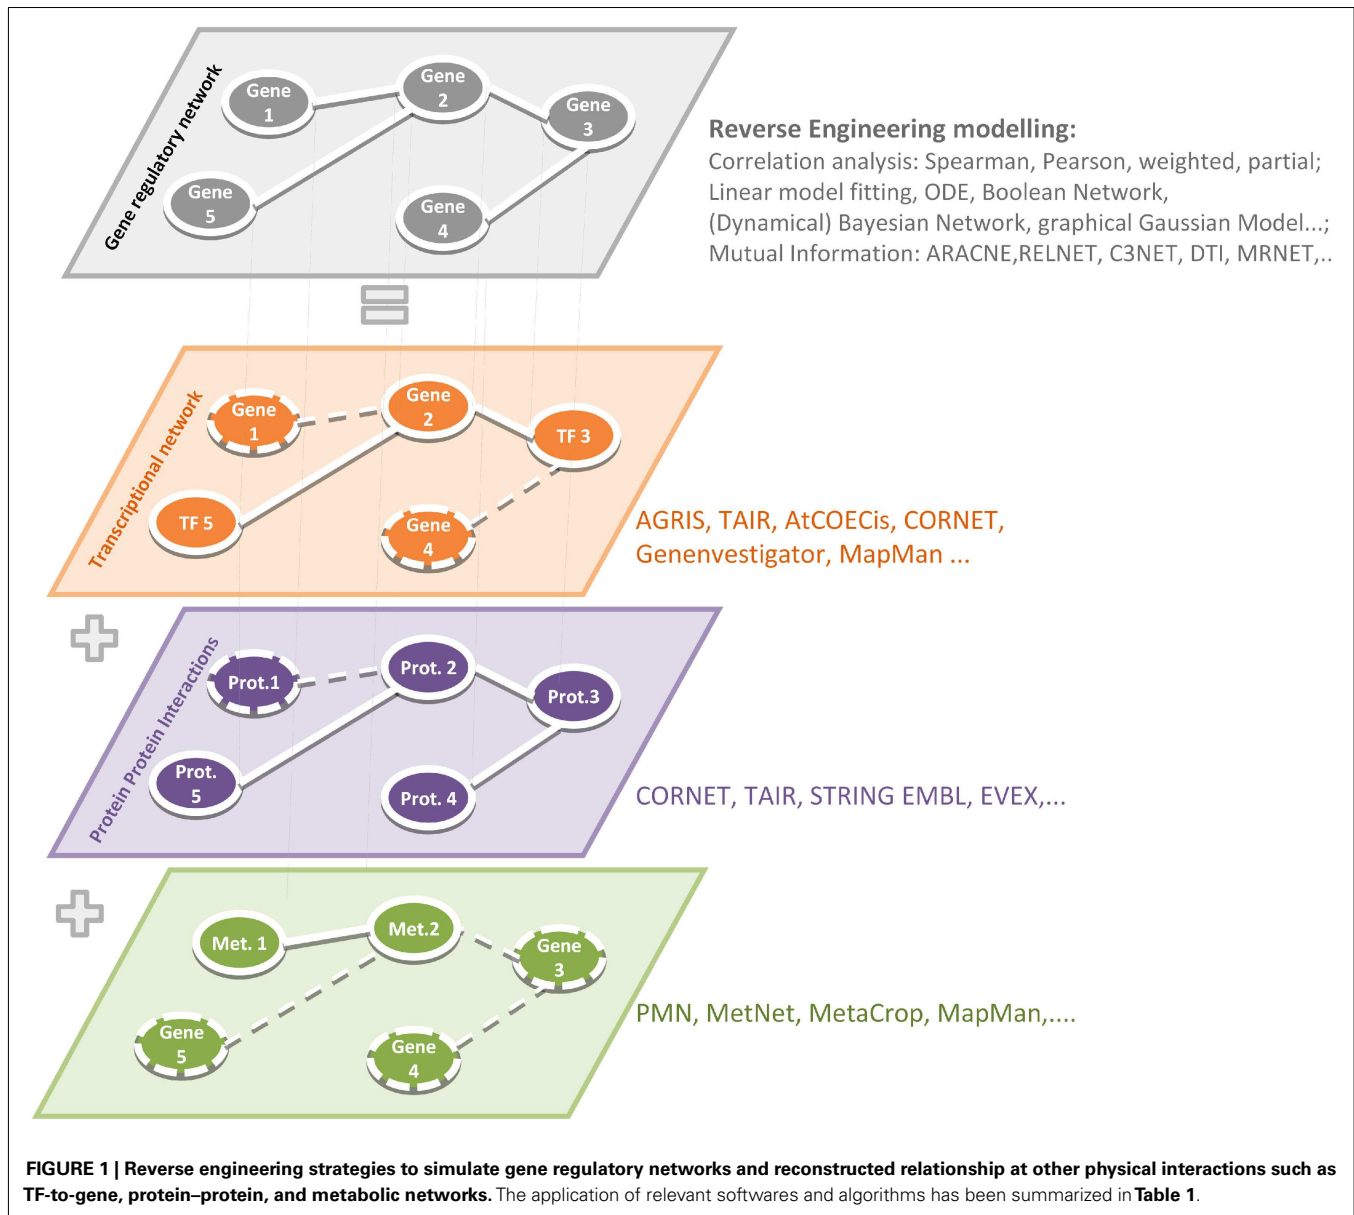 Gene regulatory network
Gene
1
Gene
2
Gene
3
Gene
5
Gene
4
Reverse Engineering modelling:
Correlation analysis: Spearman, Pearson, weighted, partial;
Linear model fitting, ODE, Boolean Network,
(Dynamical) Bayesian Network, graphical Gaussian Model...;
Mutual Information: ARACNE,RELNET, C3NET, DTI, MRNET,..
Transcriptional network
Gene
1
Gene
2
TF 3
TF 5
Gene
4
AGRIS, TAIR, AtCOECis, CORNET,
Genenvestigator, MapMan ...
Protein Protein Interactions
Prot.1
Prot. 2
Prot.3
Prot.
5
Prot. 4
CORNET, TAIR, STRING EMBL, EVEX,...
Met. 1
Met.2
Gene
3
Gene
5
Gene
4
PMN, MetNet, MetaCrop, MapMan,....
FIGURE 1 | Reverse engineering strategies to simulate gene regulatory networks and reconstructed relationship at other physical interactions such as
TF-to-gene, protein–protein, and metabolic networks. The application of relevant softwares and algorithms has been summarized in Table 1.